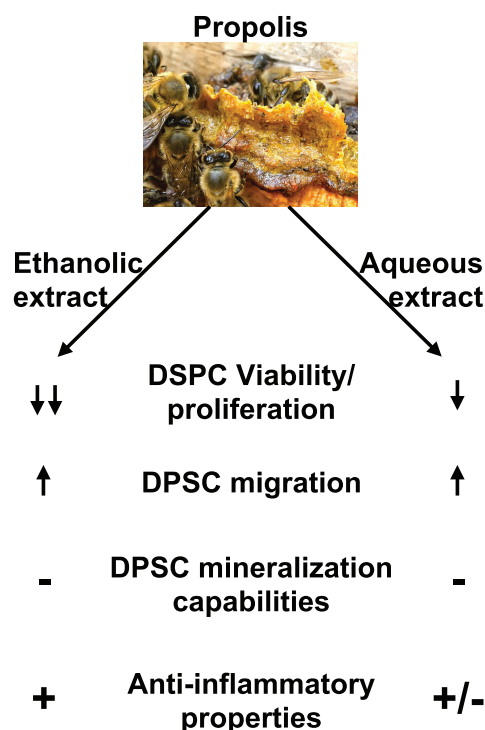 Propolis
Ethanolic
extract
Aqueous
extract
DSPC Viability/
proliferation
DPSC migration
- DPSC mineralization -
capabilities
+ Anti-inflammatory +/-
properties